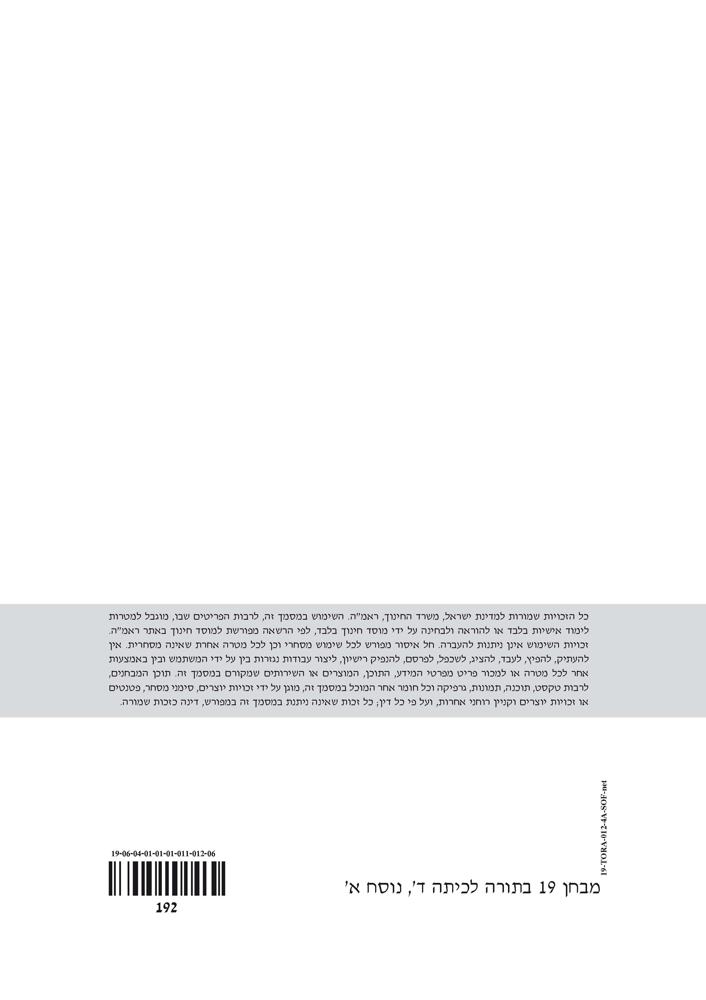 כל הזכויות שמורות למדינת ישראל, משרד החינוך, ראמ"ה. השימוש במסמך זה, לרבות הפריטים שבו, מוגבל למטרות
לימוד אישיות בלבד או להוראה ולבחינה על ידי מוסד חינוך בלבד, לפי הרשאה מפורשת למוסד חינוך באתר ראמ"ה.
זכויות השימוש אינן ניתנות להעברה. חל איסור מפורש לכל שימוש מסחרי וכן לכל מטרה אחרת שאינה מסחרית. אין
להעתיק, להפיץ, לעבד, להציג, לשכפל, לפרסם, להנפיק רישיון, ליצור עבודות נגזרות בין על ידי המשתמש ובין באמצעות
אחר לכל מטרה או למכור פריט מפרטי המידע, התוכן, המוצרים או השירותים שמקורם במסמך זה. תוכן המבחנים,
לרבות טקסט, תוכנה, תמונות, גרפיקה וכל חומר אחר המוכל במסמך זה, מוגן על ידי זכויות יוצרים, סימני מסחר, פטנטים
או זכויות יוצרים וקניין רוחני אחרות, ועל פי כל דין; כל זכות שאינה ניתנת במסמך זה במפורש, דינה כזכות שמורה.
19-TORA-012-4A-SOF-net
מבחן 19 בתורה לכיתה ד', נוסח א'
19-06-04-01-01-01-011-012-06
192